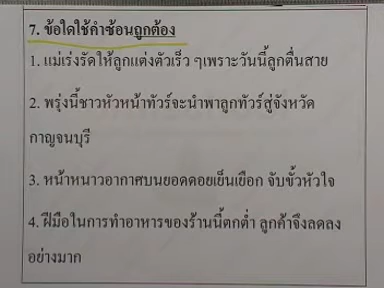 7. ข้อใดใช้คำซ้อนถูกต้อง
1. แม่เร่งรัดให้ลูกแต่งตัวเร็ว ๆเพราะวันนี้ลูกตื่นสาย
2. พรุ่งนี้ชาวหัวหน้าทัวร์จะนำพาลูกทัวร์สู่จังหวัด
กาญจนบุรี
3. หน้าหนาวอากาศบนยอดดอยเย็นเยือก จับขั้วหัวใจ
4. ฝีมือในการทำอาหารของร้านนี้ตกต่ำ ลูกค้าจึงลดลง
อย่างมาก